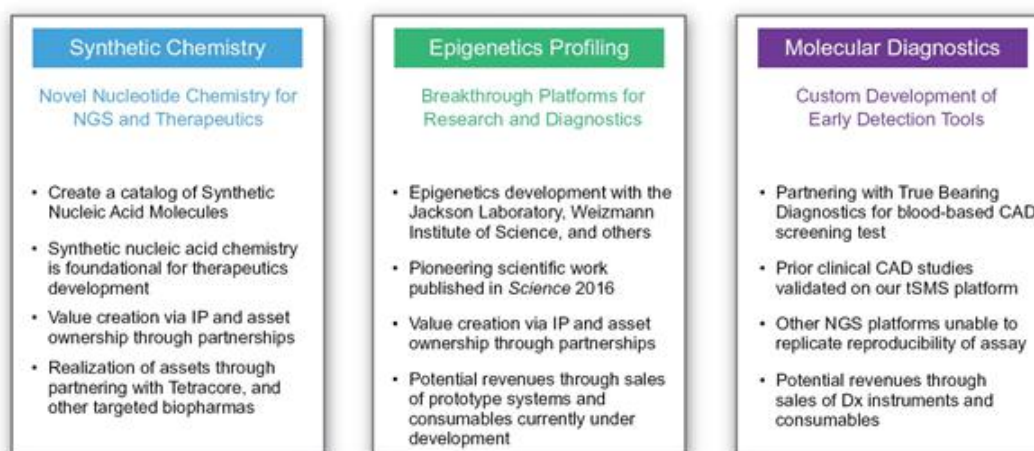 Synthetic Chemistry
Novel Nucleotide Chemistry for
NGS and Therapeutics
• Create a catalog of Synthetic
Nucleic Acid Molecules
• Synthetic nucleic acid chemistry
is foundational for therapeutics
development
• Value creation via IP and asset
ownership through partnerships
• Realization of assets through
partnering with Tetracore, and
other targeted biopharmas
Epigenetics Profiling
Breakthrough Platforms for
Research and Diagnostics
• Epigenetics development with the
Jackson Laboratory, Weizmann
Institute of Science, and others
• Pioneering scientific work
published in Science 2016
• Value creation via IP and asset
ownership through partnerships
• Potential revenues through sales
of prototype systems and
consumables currently under
development
Molecular Diagnostics
Custom Development of
Early Detection Tools
• Partnering with True Bearing
Diagnostics for blood-based CAD
screening test
• Prior clinical CAD studies
validated on our tSMS platform
• Other NGS platforms unable to
replicate reproducibility of assay
• Potential revenues through
sales of Dx instruments and
consumables